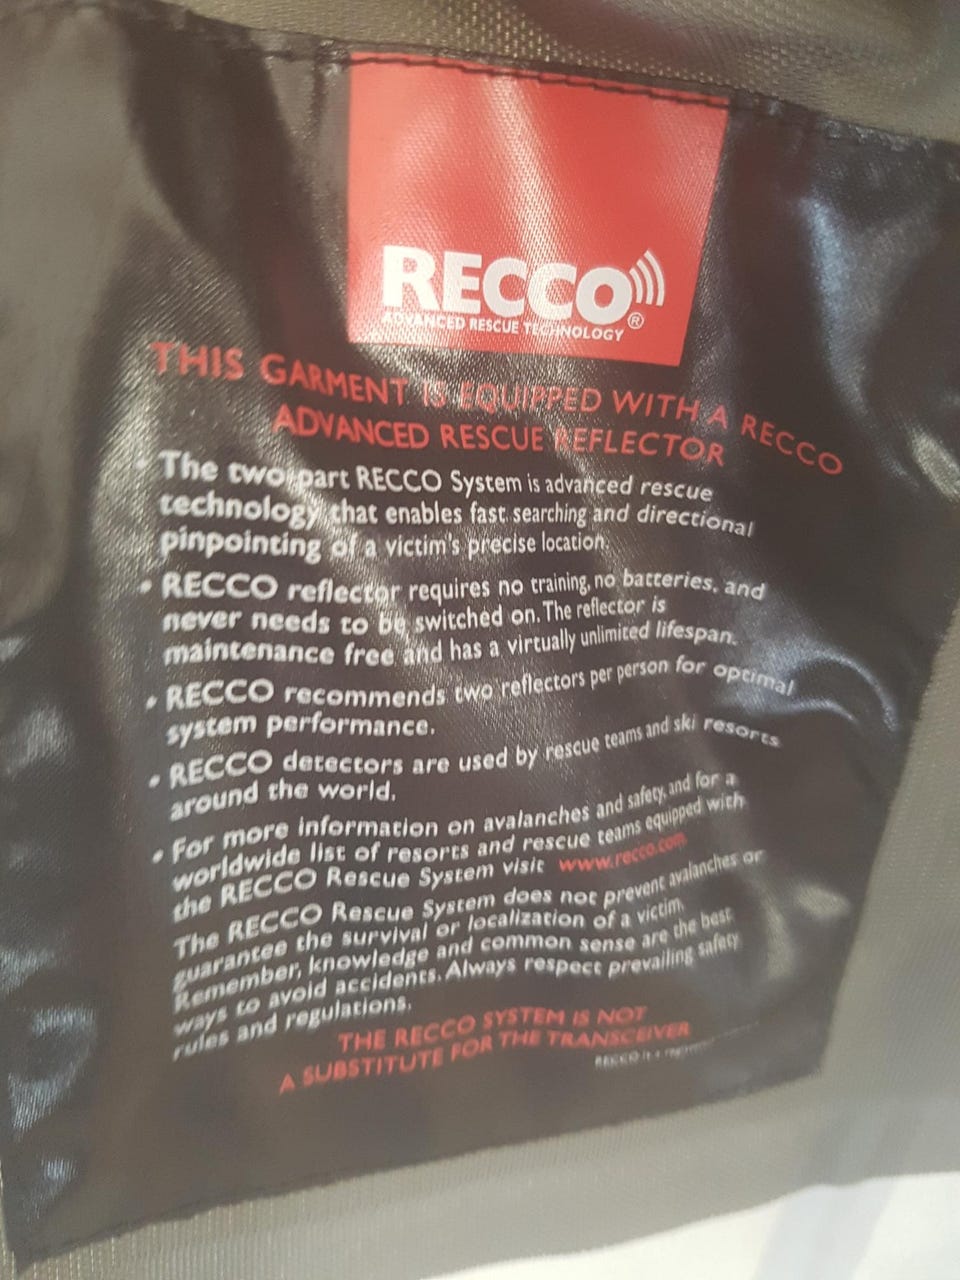 RECCO®
ADVANCED RESCUE TECHNOLOGY
THIS GARMENT IS EQUIPPED WITH A RECCO
ADVANCED RESCUE REFLECTOR
• The two-part RECCO System is advanced rescue
technology that enables fast searching and directional
pinpointing of a victim's precise location.
• RECCO reflector requires no training, no batteries, and
never needs to be switched on. The reflector is
maintenance free and has a virtually unlimited lifespan.
• RECCO recommends two reflectors per person for optimal
system performance.
• RECCO detectors are used by rescue teams and ski resorts
around the world.
• For more information on avalanches and safety, and for a
worldwide list of resorts and rescue teams equipped with
the RECCO Rescue System visit www.recco.com
The RECCO Rescue System does not prevent avalanches or
guarantee the survival or localization of a victim.
Remember, knowledge and common sense are the best
ways to avoid accidents. Always respect prevailing safety
rules and regulations.
THE RECCO SYSTEM IS NOT
A SUBSTITUTE FOR THE TRANSCEIVER
RECCO is a